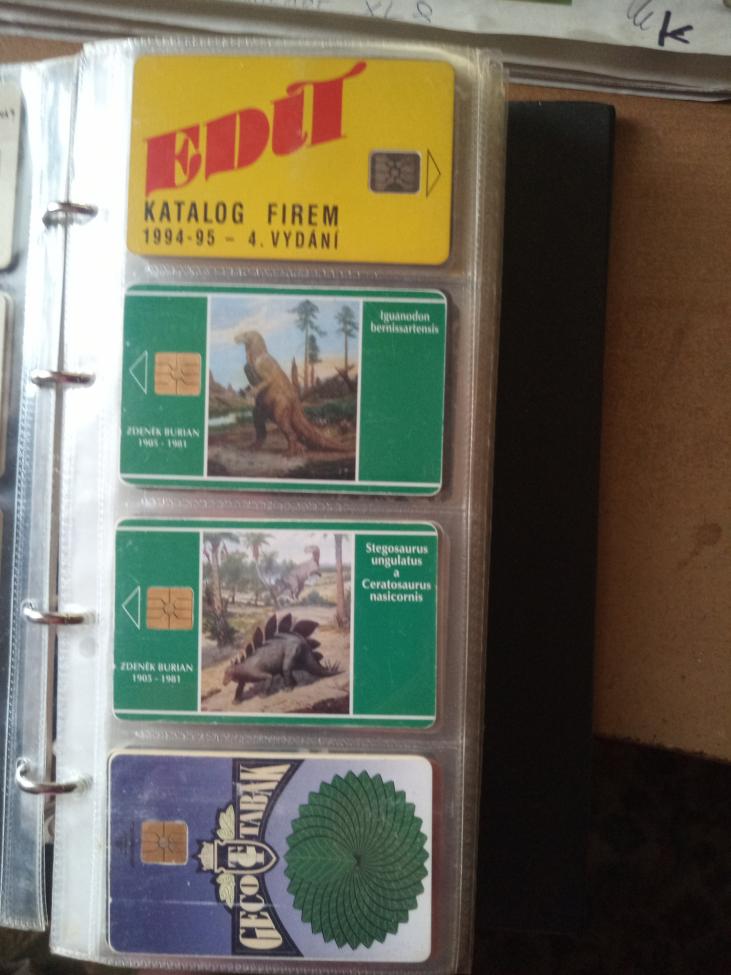 EDIT
KATALOG FIREM
1994-95 - 4. VYDÁNÍ
Iguanodon
bernissartensis
ZDENĚK BURIAN
1905 - 1981
Stegosaurus
ungulatus
a
Ceratosaurus
nasicornis
ZDENĚK BURIAN
1905 - 1981
GECO TABAK
K